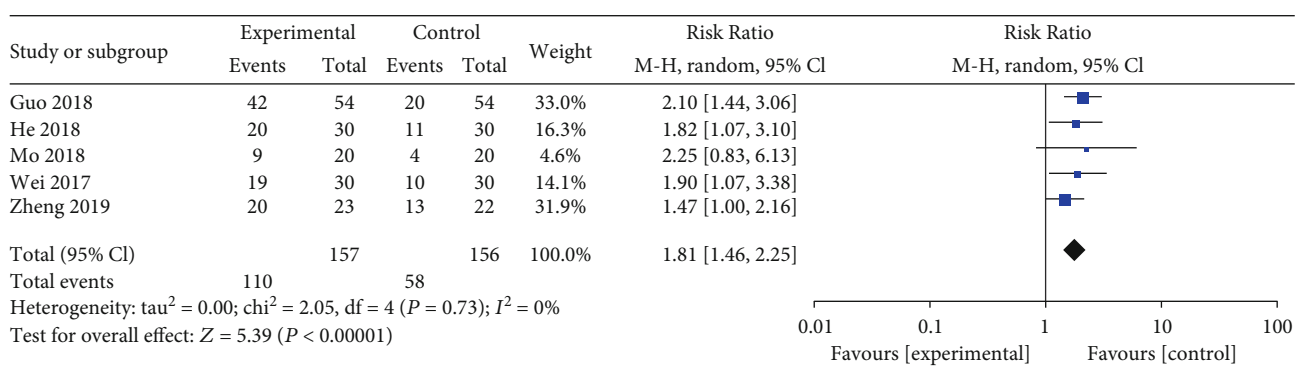 Study or subgroup Experimental Control Weight Risk Ratio Risk Ratio
Events Total Events Total M-H, random, 95% Cl M-H, random, 95% Cl
Guo 2018 42 54 20 54 33.0% 2.10 [1.44, 3.06]
He 2018 20 30 11 30 16.3% 1.82 [1.07, 3.10]
Mo 2018 9 20 4 20 4.6% 2.25 [0.83, 6.13]
Wei 2017 19 30 10 30 14.1% 1.90 [1.07, 3.38]
Zheng 2019 20 23 13 22 31.9% 1.47 [1.00, 2.16]
Total (95% Cl) 157 156 100.0% 1.81 [1.46, 2.25]
Total events 110 58
Heterogeneity: tau² = 0.00; chi² = 2.05, df = 4 (P = 0.73); I² = 0%
Test for overall effect: Z = 5.39 (P < 0.00001)
0.01 0.1 1 10 100
Favours [experimental] Favours [control]